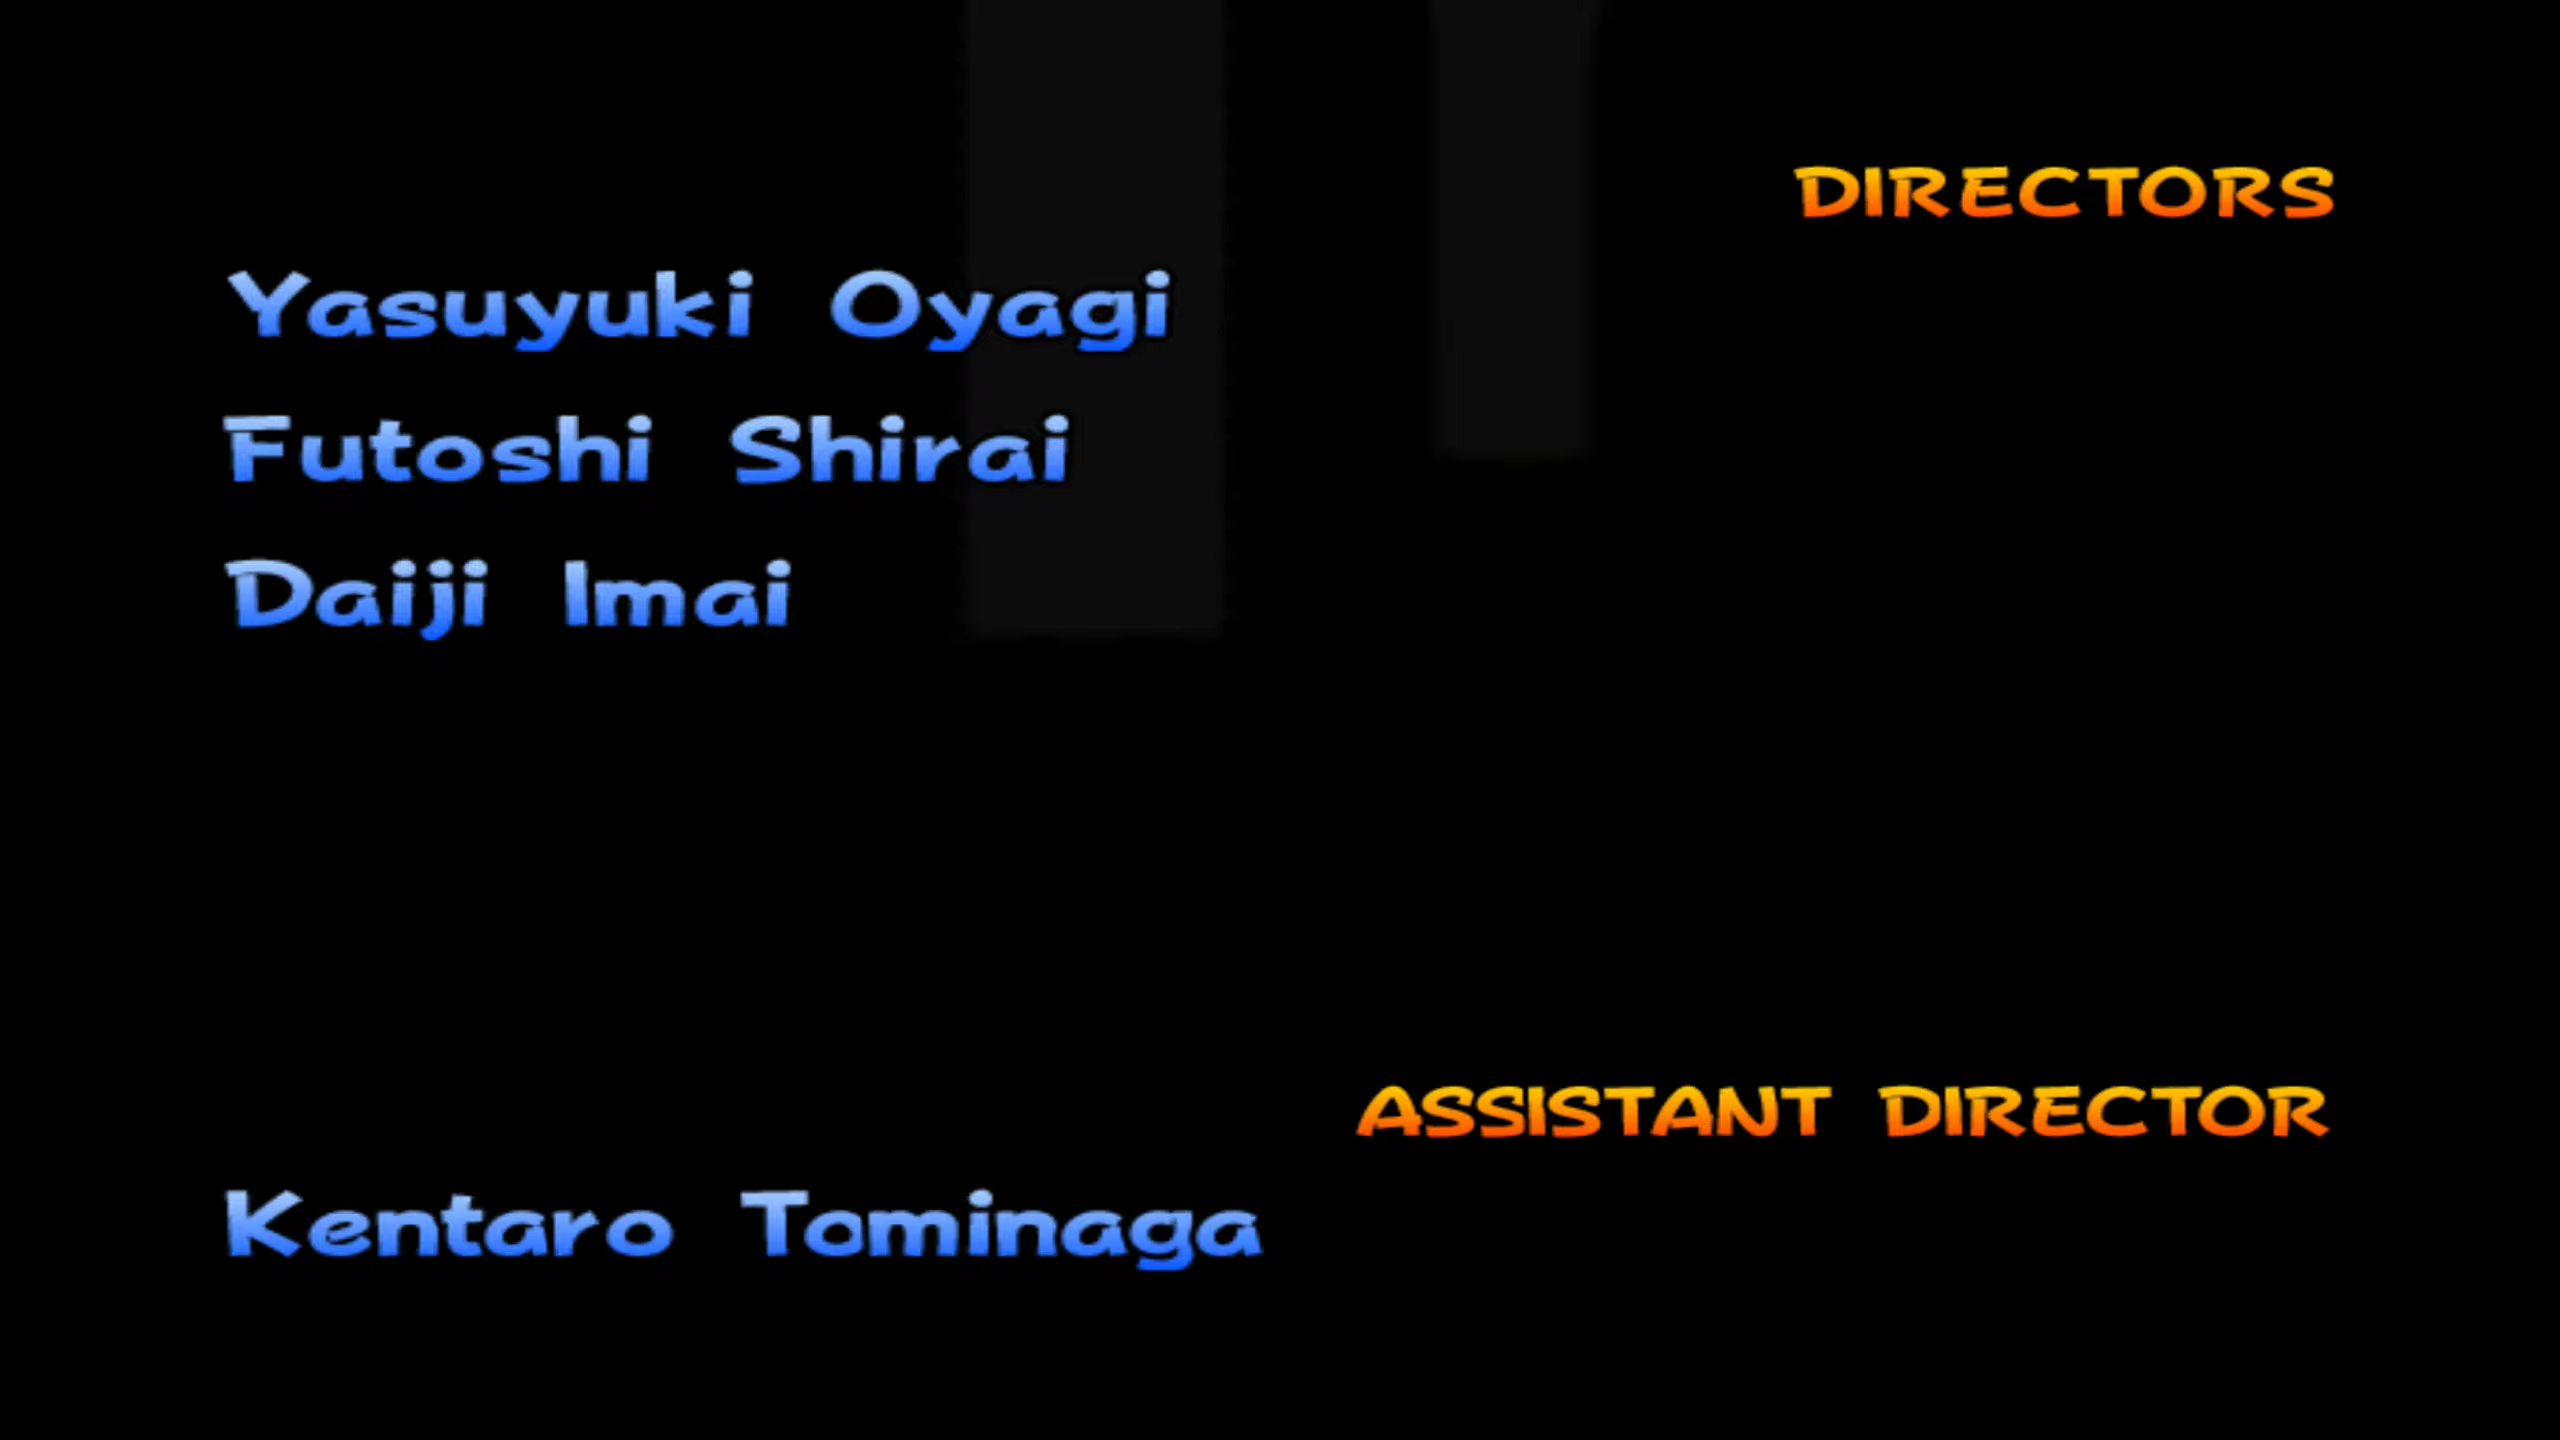 DIRECTORS
Yasuyuki Oyagi
Futoshi Shirai
Daiji Imai
ASSISTANT DIRECTOR
Kentaro Tominaga